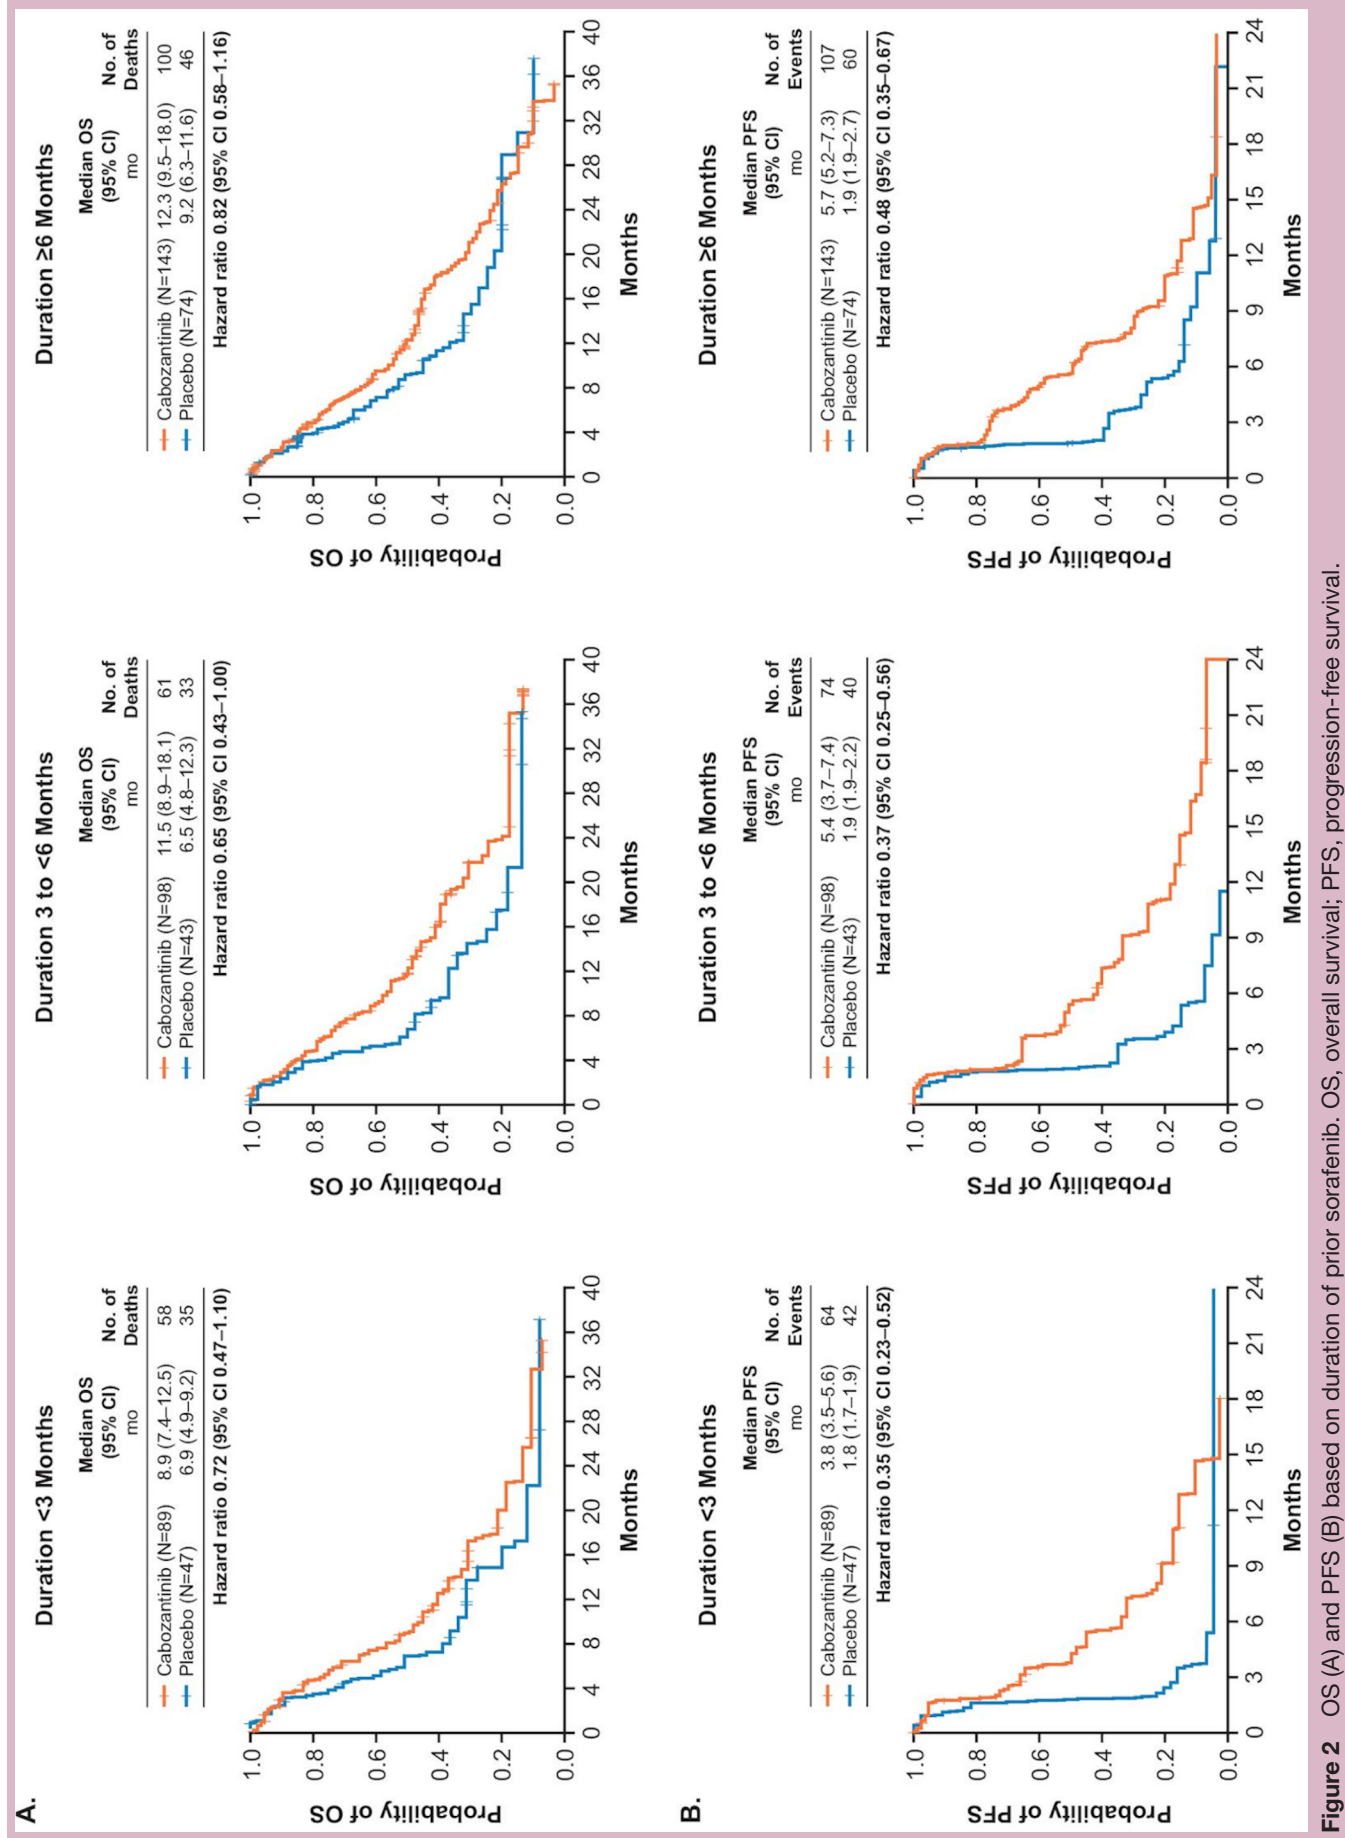 A.
Duration <3 Months
Median OS
(95% CI)
mo
No. of
Deaths
Cabozantinib (N=89) 8.9 (7.4–12.5) 58
Placebo (N=47) 6.9 (4.9–9.2) 35
Hazard ratio 0.72 (95% CI 0.47–1.10)
Probability of OS
1.0
0.8
0.6
0.4
0.2
0.0
0 4 8 12 16 20 24 28 32 36 40
Months
Duration 3 to <6 Months
Median OS
(95% CI)
mo
No. of
Deaths
Cabozantinib (N=98) 11.5 (8.9–18.1) 61
Placebo (N=43) 6.5 (4.8–12.3) 33
Hazard ratio 0.65 (95% CI 0.43–1.00)
Probability of OS
1.0
0.8
0.6
0.4
0.2
0.0
0 4 8 12 16 20 24 28 32 36 40
Months
Duration ≥6 Months
Median OS
(95% CI)
mo
No. of
Deaths
Cabozantinib (N=143) 12.3 (9.5–18.0) 100
Placebo (N=74) 9.2 (6.3–11.6) 46
Hazard ratio 0.82 (95% CI 0.58–1.16)
Probability of OS
1.0
0.8
0.6
0.4
0.2
0.0
0 4 8 12 16 20 24 28 32 36 40
Months
B.
Duration <3 Months
Median PFS
(95% CI)
mo
No. of
Events
Cabozantinib (N=89) 3.8 (3.5–5.6) 64
Placebo (N=47) 1.8 (1.7–1.9) 42
Hazard ratio 0.35 (95% CI 0.23–0.52)
Probability of PFS
1.0
0.8
0.6
0.4
0.2
0.0
0 3 6 9 12 15 18 21 24
Months
Duration 3 to <6 Months
Median PFS
(95% CI)
mo
No. of
Events
Cabozantinib (N=98) 5.4 (3.7–7.4) 74
Placebo (N=43) 1.9 (1.9–2.2) 40
Hazard ratio 0.37 (95% CI 0.25–0.56)
Probability of PFS
1.0
0.8
0.6
0.4
0.2
0.0
0 3 6 9 12 15 18 21 24
Months
Duration ≥6 Months
Median PFS
(95% CI)
mo
No. of
Events
Cabozantinib (N=143) 5.7 (5.2–7.3) 107
Placebo (N=74) 1.9 (1.9–2.7) 60
Hazard ratio 0.48 (95% CI 0.35–0.67)
Probability of PFS
1.0
0.8
0.6
0.4
0.2
0.0
0 3 6 9 12 15 18 21 24
Months
Figure 2 OS (A) and PFS (B) based on duration of prior sorafenib. OS, overall survival; PFS, progression-free survival.